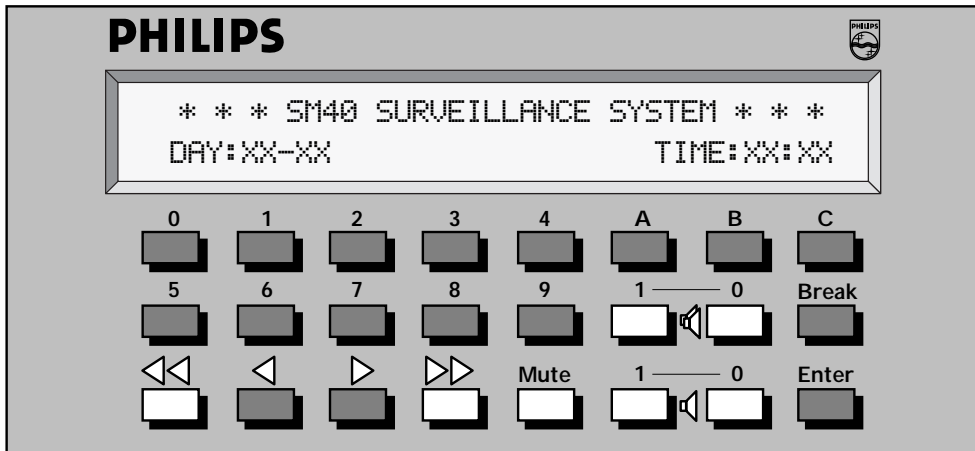 PHILIPS
PHILIPS
* * * SM40 SURVEILLANCE SYSTEM * * *
DAY:XX-XX TIME:XX:XX
0 1 2 3 4 A B C
5 6 7 8 9 1 0 Break
Mute 1 0 Enter